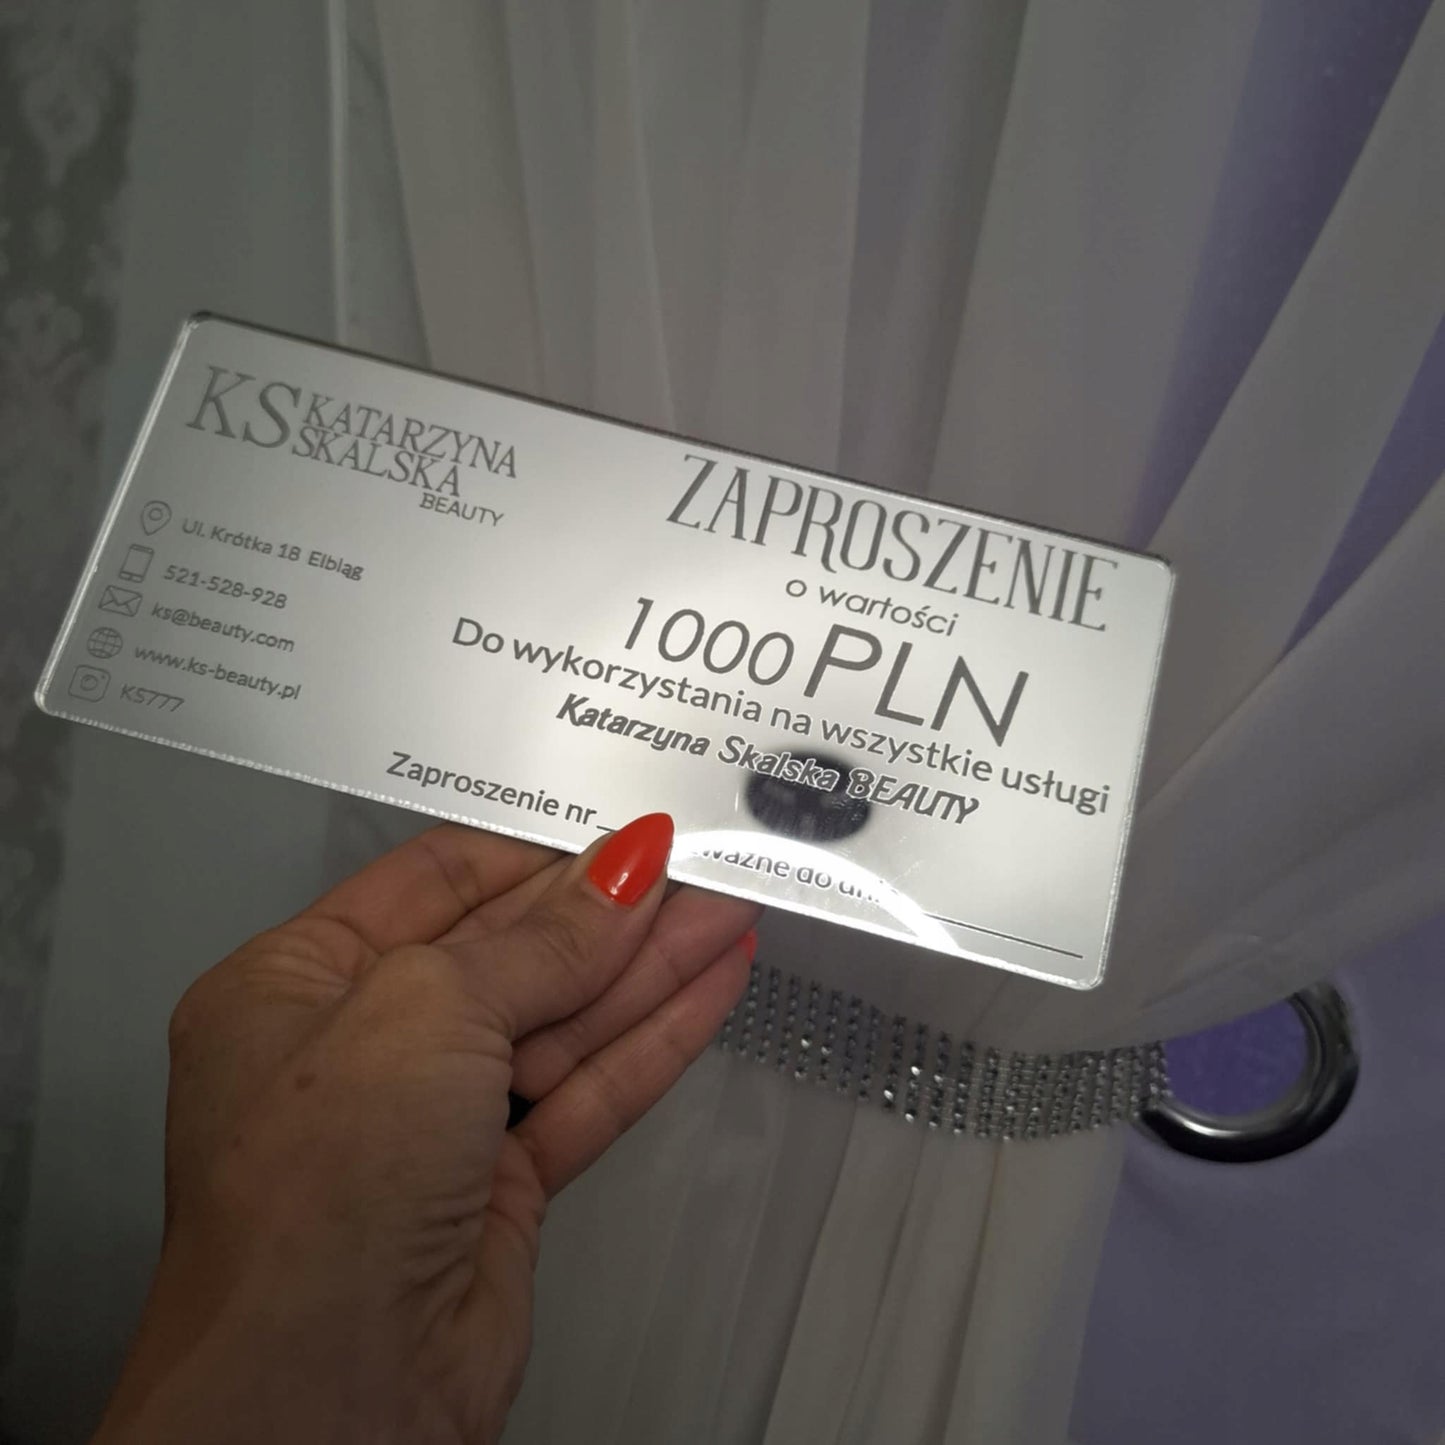 KS KATARZYNA
SKALSKA
BEAUTY
Ul. Krótka 18 Elbląg
521-528-928
ks@beauty.com
www.ks-beauty.pl
KS777
ZAPROSZENIE
o wartości
1000 PLN
Do wykorzystania na wszystkie usługi
Katarzyna Skalska BEAUTY
Zaproszenie nr
ważne do